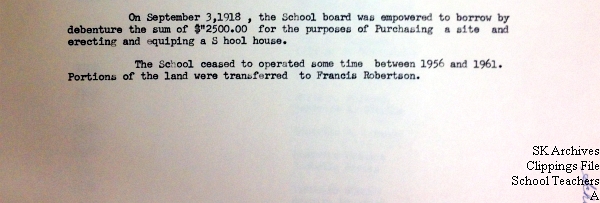 On September 3,1918 , the School board was empowered to borrow by
debenture the sum of $"2500.00 for the purposes of Purchasing a site and
erecting and equiping a S hool house.
The School ceased to operated some time between 1956 and 1961.
Portions of the land were transferred to Francis Robertson.
SK Archives
Clippings File
School Teachers
A